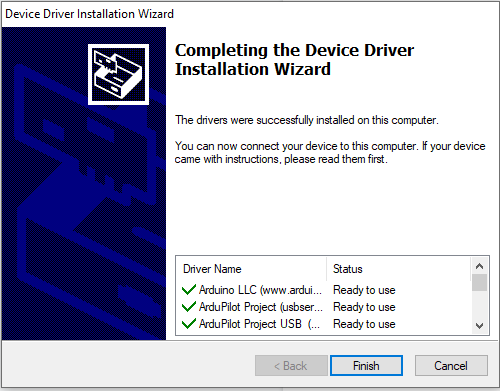 Device Driver Installation Wizard
Completing the Device Driver
Installation Wizard
The drivers were successfully installed on this computer.
You can now connect your device to this computer. If your device
came with instructions, please read them first.
Driver Name Status
Arduino LLC (www.ardui... Ready to use
ArduPilot Project (usbser... Ready to use
ArduPilot Project USB (... Ready to use
< Back Finish Cancel